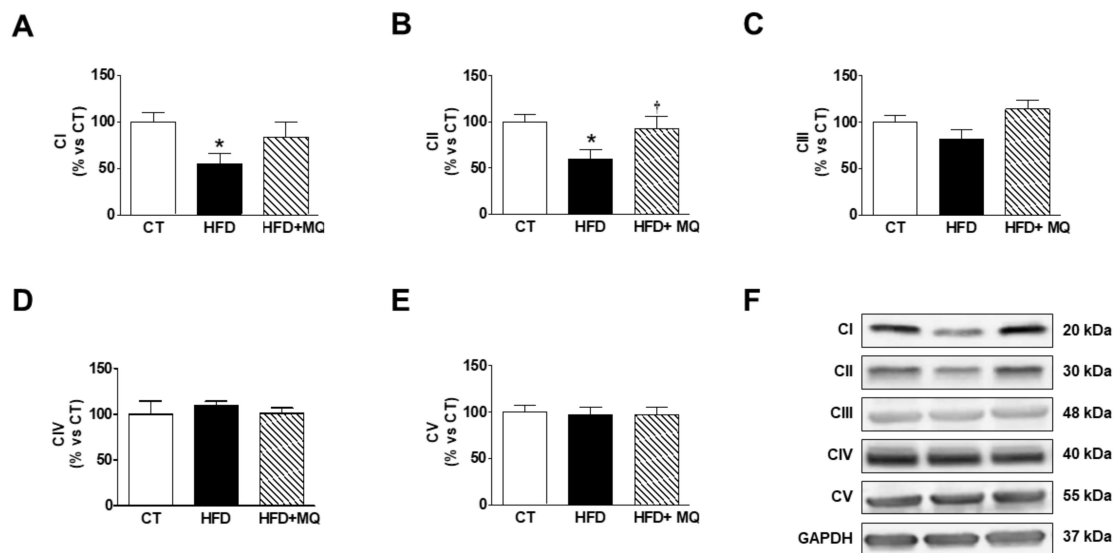 A
B
C
150
100
50
0
CI
(% vs CT)
*
CT
HFD
HFD+MQ
150
100
50
0
CII
(% vs CT)
*
†
CT
HFD
HFD+ MQ
150
100
50
0
CIII
(% vs CT)
CT
HFD
HFD+ MQ
D
E
F
150
100
50
0
CIV
(% vs CT)
CT
HFD
HFD+MQ
150
100
50
0
CV
(% vs CT)
CT
HFD
HFD+ MQ
CI 20 kDa
CII 30 kDa
CIII 48 kDa
CIV 40 kDa
CV 55 kDa
GAPDH 37 kDa